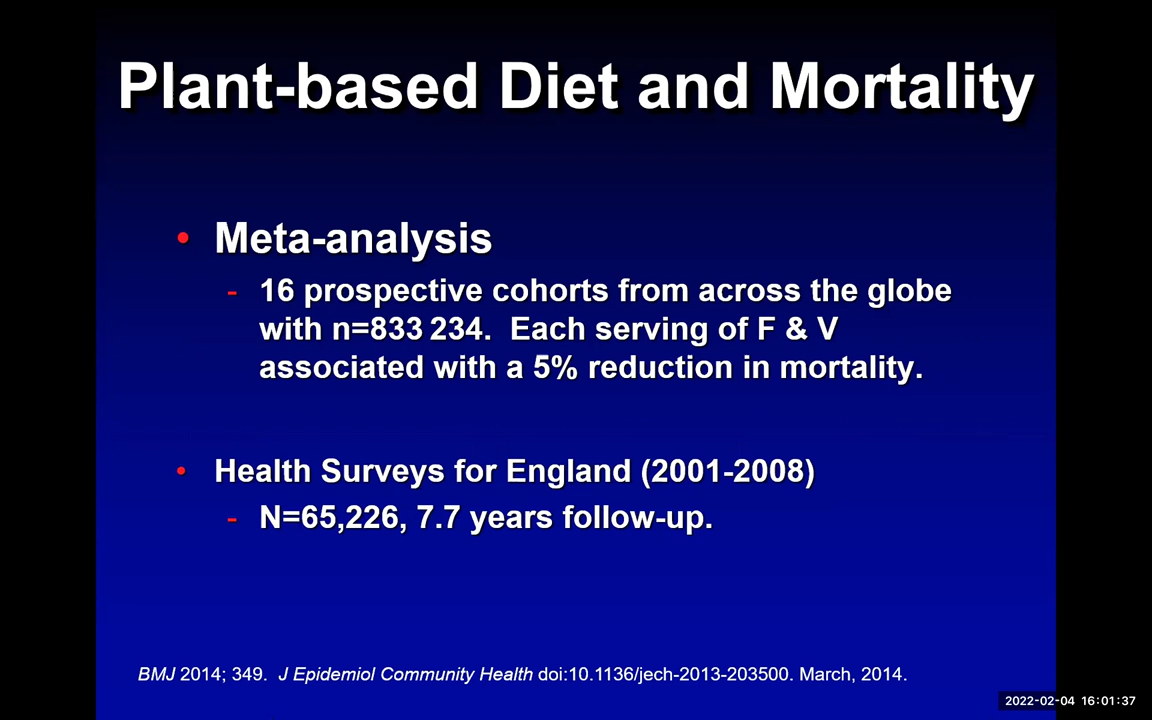 Plant-based Diet and Mortality
• Meta-analysis
- 16 prospective cohorts from across the globe
with n=833 234.  Each serving of F & V
associated with a 5% reduction in mortality.
• Health Surveys for England (2001-2008)
- N=65,226, 7.7 years follow-up.
BMJ 2014; 349.  J Epidemiol Community Health doi:10.1136/jech-2013-203500. March, 2014.
2022-02-04  16:01:37